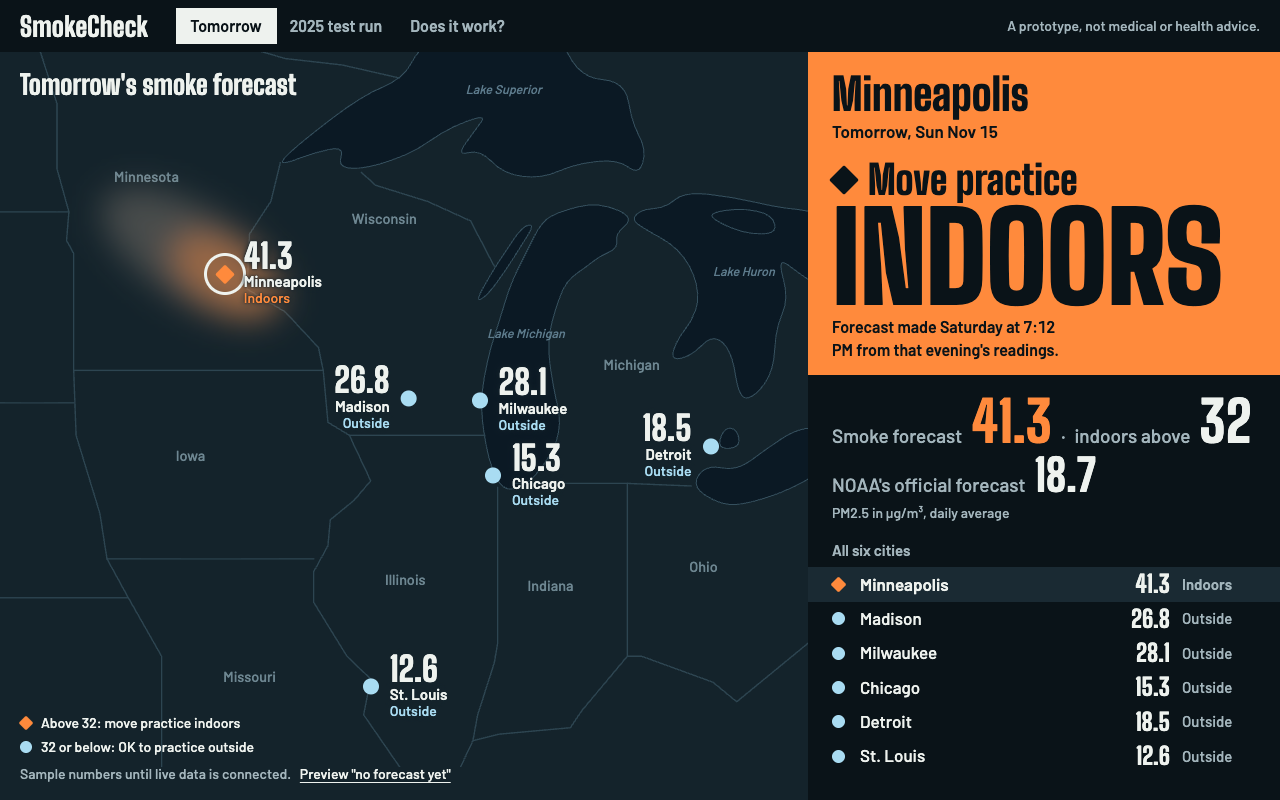 SmokeCheck
Tomorrow
2025 test run
Does it work?
A prototype, not medical or health advice.
Tomorrow's smoke forecast
Lake Superior
Minnesota
Wisconsin
41.3
Minneapolis
Indoors
Lake Huron
Lake Michigan
Michigan
26.8
Madison
Outside
28.1
Milwaukee
Outside
18.5
Detroit
Outside
15.3
Chicago
Outside
Iowa
Illinois
Indiana
Ohio
Missouri
12.6
St. Louis
Outside
Above 32: move practice indoors
32 or below: OK to practice outside
Sample numbers until live data is connected. Preview "no forecast yet"
Minneapolis
Tomorrow, Sun Nov 15
Move practice
INDOORS
Forecast made Saturday at 7:12
PM from that evening's readings.
Smoke forecast 41.3 · indoors above 32
NOAA's official forecast 18.7
PM2.5 in µg/m³, daily average
All six cities
Minneapolis 41.3 Indoors
Madison 26.8 Outside
Milwaukee 28.1 Outside
Chicago 15.3 Outside
Detroit 18.5 Outside
St. Louis 12.6 Outside